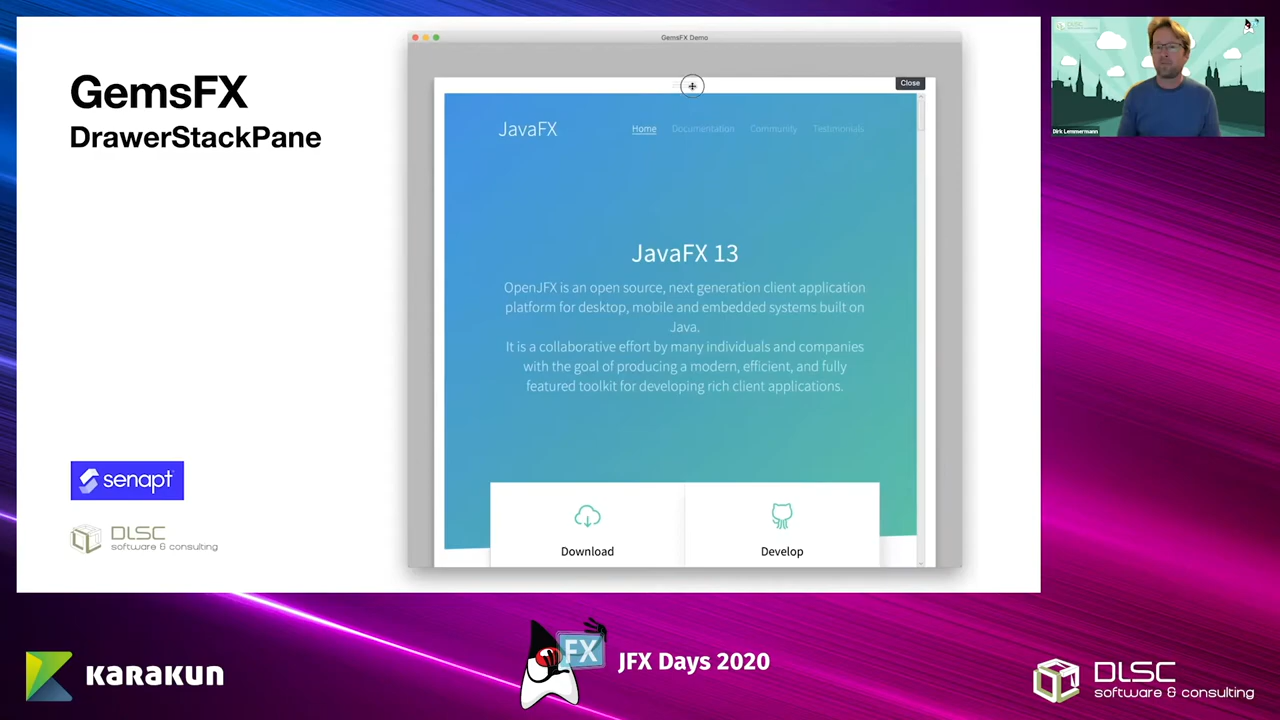 GemsFX
DrawerStackPane
GemsFX Demo
Close
JavaFX
Home Documentation Community Testimonials
JavaFX 13
OpenJFX is an open source, next generation client application
platform for desktop, mobile and embedded systems built on
Java.
It is a collaborative effort by many individuals and companies
with the goal of producing a modern, efficient, and fully
featured toolkit for developing rich client applications.
Download
Develop
senapt
DLSC
software & consulting
Dirk Lemmermann
KARAKUN
FX
JFX Days 2020
DLSC
software & consulting